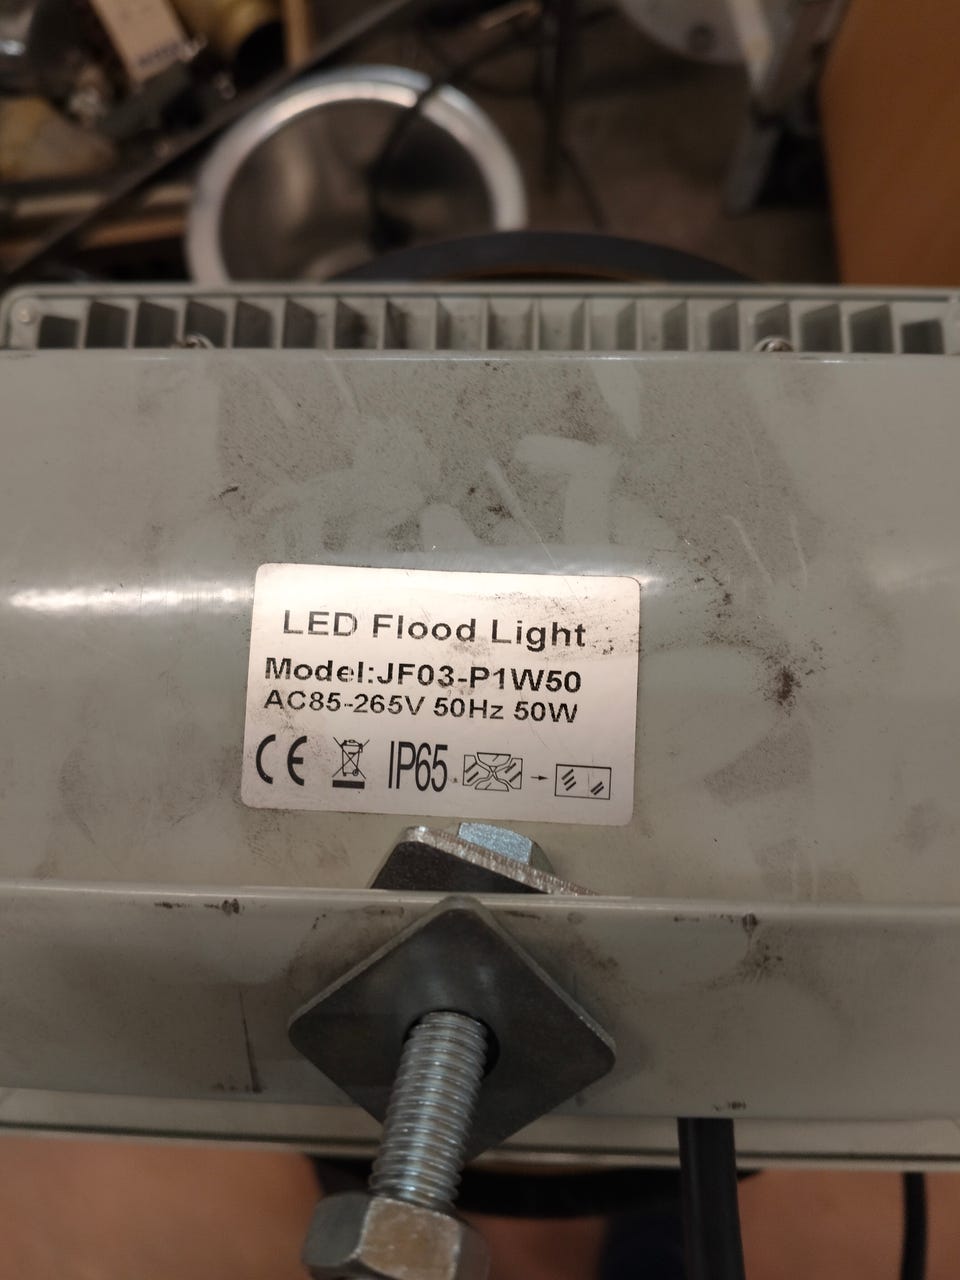 LED Flood Light
Model:JF03-P1W50
AC85-265V 50Hz 50W
CE IP65